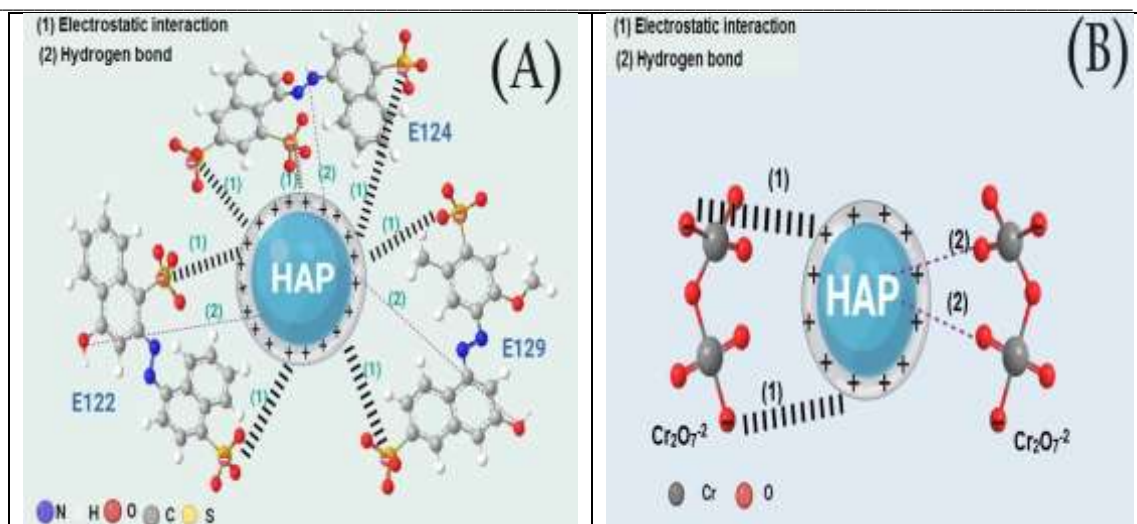 (1) Electrostatic interaction
(2) Hydrogen bond
(A)
E124
(1)
(1)
(2)
(1)
(1)
(1)
HAP
(2)
(2)
E129
E122
(1)
(1)
N H O C S
(1) Electrostatic interaction
(2) Hydrogen bond
(B)
(1)
(2)
HAP
(2)
(1)
Cr₂O₇⁻²
Cr₂O₇⁻²
Cr O